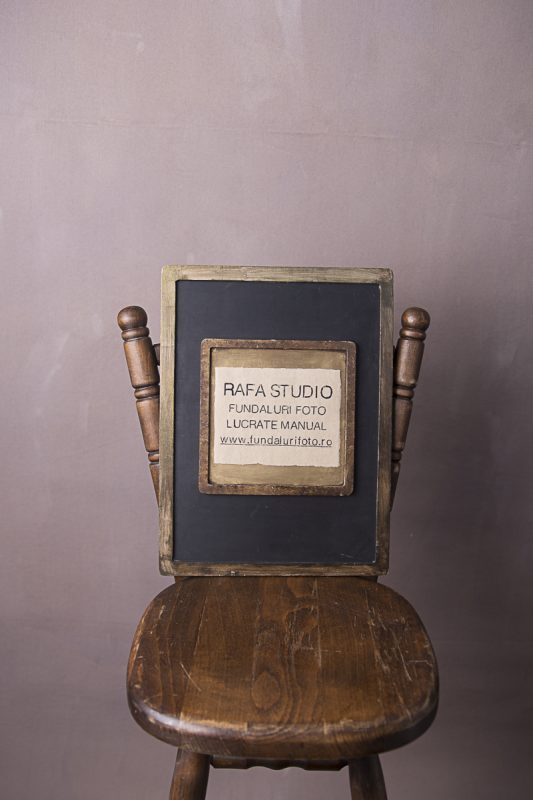 RAFA STUDIO
FUNDALURI FOTO
LUCRATE MANUAL
www.fundalurifoto.ro